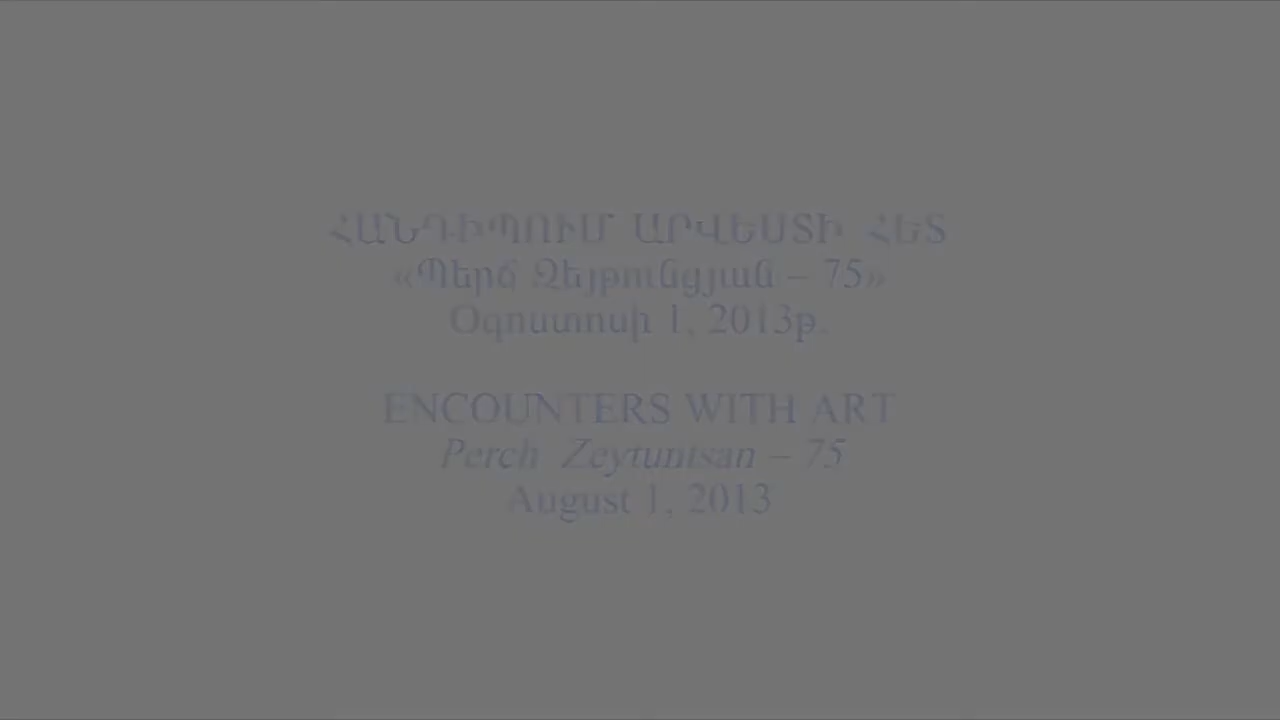 ՀԱՆԴԻՊՈՒՄ ԱՐՎԵՍՏԻ ՀԵՏ
«Պերճ Զեյթունցյան – 75»
Օգոստոսի 1, 2013թ.
ENCOUNTERS WITH ART
Perch Zeytuntsan – 75
August 1, 2013